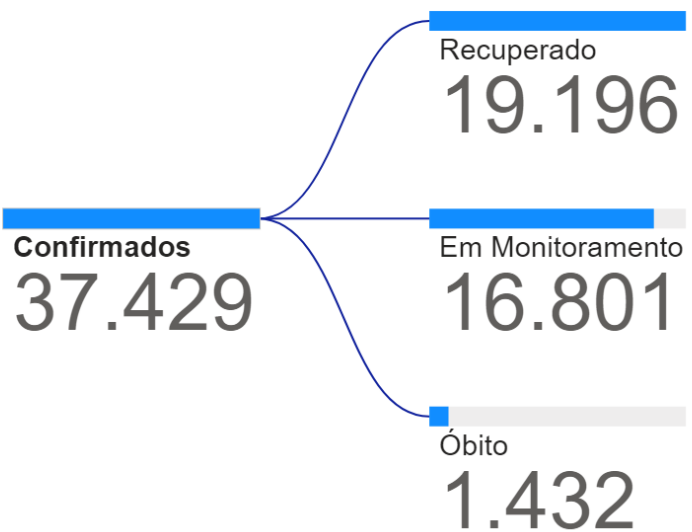 Confirmados
37.429
Recuperado
19.196
Em Monitoramento
16.801
Óbito
1.432